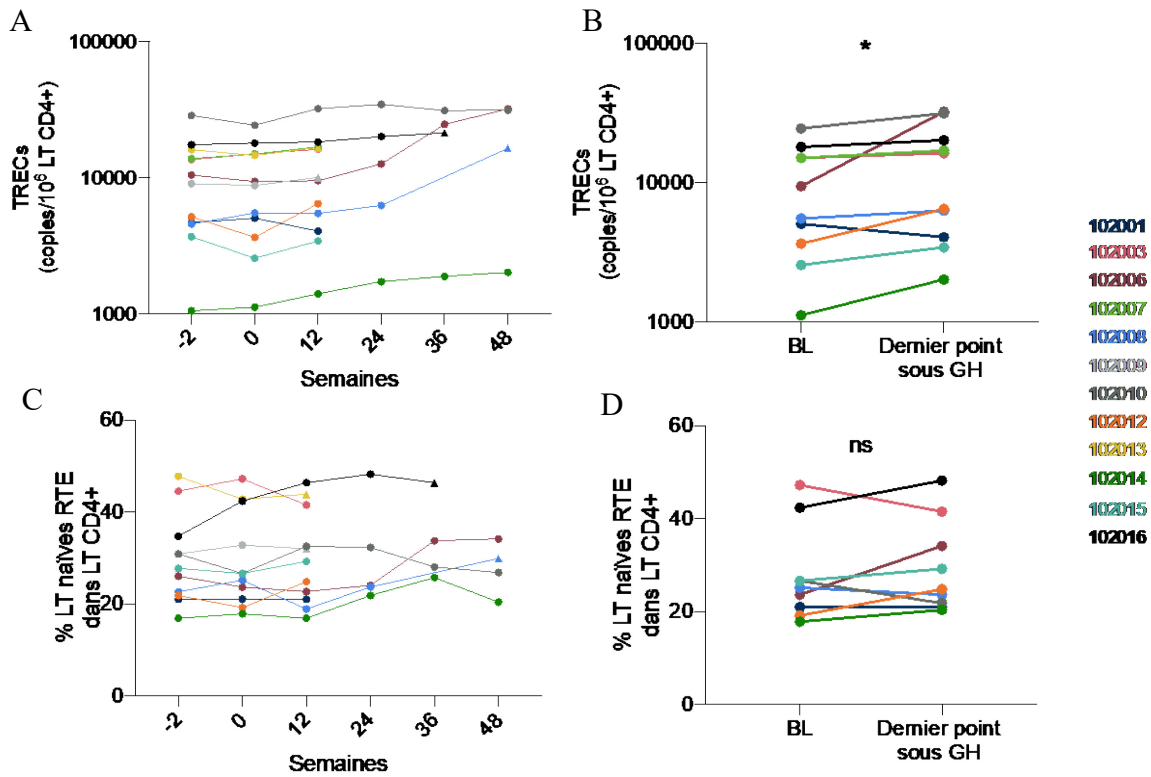 A
100000
10000
1000
TRECs
(coples/10⁶ LT CD4+)
-2
0
12
24
36
48
Semaines
B
*
100000
10000
1000
TRECs
(coples/10⁶ LT CD4+)
BL
Dernier point
sous GH
102001
102003
102006
102007
102008
102009
102010
102012
102013
102014
102015
102016
C
60
40
20
0
% LT naïves RTE
dans LT CD4+
-2
0
12
24
36
48
Semaines
D
ns
60
40
20
0
% LT naïves RTE
dans LT CD4+
BL
Dernier point
sous GH